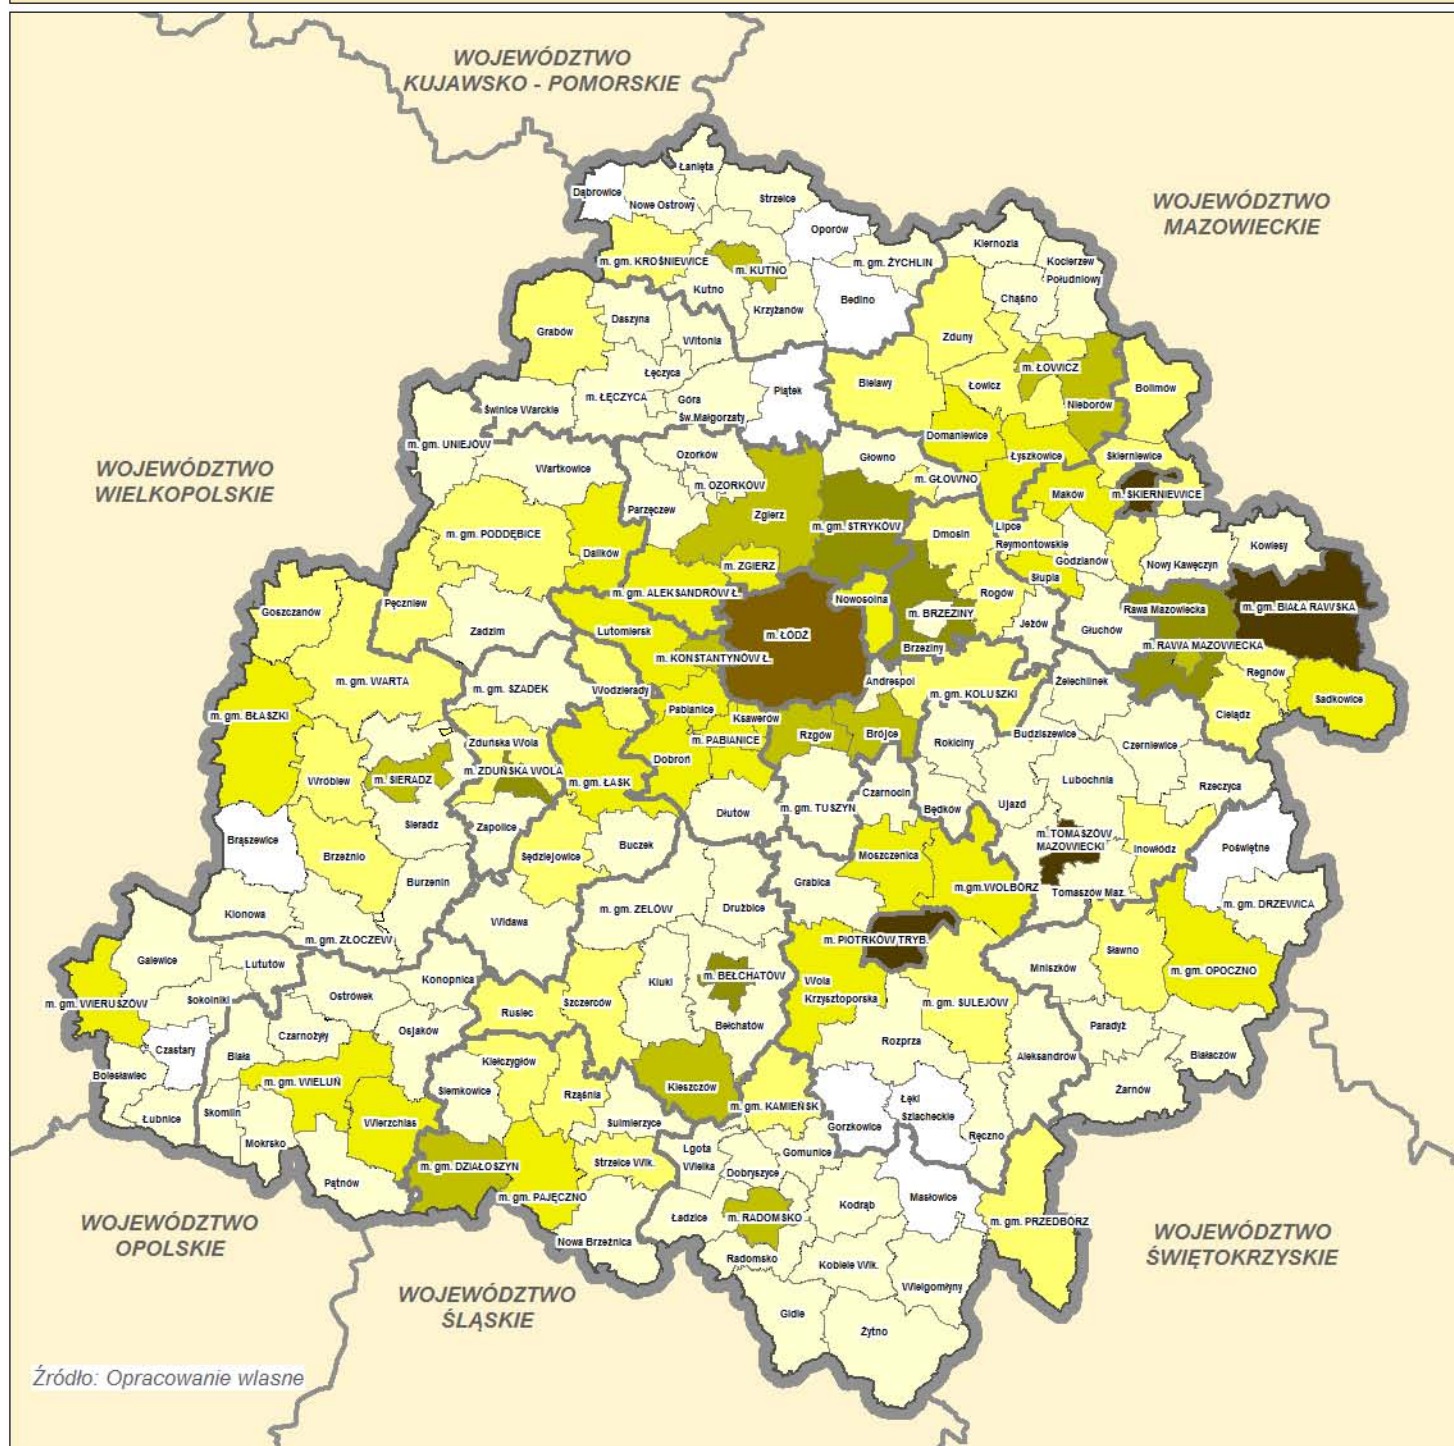 WOJEWÓDZTWO
KUJAWSKO - POMORSKIE
WOJEWÓDZTWO
MAZOWIECKIE
Łanięta
Dąbrowice
Nowe Ostrowy
Strzelce
Oporów
Kiernozia
m. gm. KROŚNIEWICE
m. KUTNO
m. gm. ŻYCHLIN
Kocierzew
Południowy
Kutno
Krzyżanów
Bedlno
Chąśno
Daszyna
Grabów
Witonia
Zduny
Łęczyca
Piątek
Bielawy
Łowicz
m. ŁOWICZ
Bolimów
Świnice Warckie
m. ŁĘCZYCA
Góra
Św.Małgorzaty
Nieborów
m. gm. UNIEJÓW
Domaniewice
Łyszkowice
WOJEWÓDZTWO
WIELKOPOLSKIE
Wartkowice
Ozorków
m. OZORKÓW
Głowno
m. GŁOWNO
Skierniewice
Maków
m. SKIERNIEWICE
Parzęczew
Zgierz
m. gm. STRYKÓW
m. gm. PODDĘBICE
Dalików
Dmosin
Lipce
Reymontowskie
Godzianów
Nowy Kawęczyn
Kowiesy
m. ZGIERZ
Słupia
m. gm. ALEKSANDRÓW Ł.
Nowosolna
Rogów
Goszczanów
Pęczniew
m. BRZEZINY
Rawa Mazowiecka
m. gm. BIAŁA RAWSKA
Zadzim
Lutomiersk
m. ŁÓDŹ
Jeżów
Głuchów
Brzeziny
m. RAWA MAZOWIECKA
m. KONSTANTYNÓW Ł.
Regnów
m. gm. WARTA
m. gm. SZADEK
Wodzierady
Andrespol
m. gm. KOLUSZKI
Żelechlinek
Sadkowice
m. gm. BŁASZKI
Pabianice
Ksawerów
Cielądz
Rzgów
Brójce
Budziszewice
Zduńska Wola
m. PABIANICE
Rokiciny
Czerniewice
Wróblew
m. SIERADZ
m. ZDUŃSKA WOLA
m. gm. ŁASK
Dobroń
Lubochnia
Rzeczyca
Czarnocin
Sieradz
Zapolice
Dłutów
m. gm. TUSZYN
Będków
Ujazd
m. TOMASZÓW
MAZOWIECKI
Brąszewice
Brzeźnio
Sędziejowice
Buczek
Moszczenica
Inowłódz
Poświętne
Burzenin
Grabica
m.gm.WOLBÓRZ
Tomaszów Maz.
Klonowa
Widawa
m. gm. ZELÓW
Drużbice
m. gm. DRZEWICA
m. gm. ZŁOCZEW
m. PIOTRKÓW TRYB.
Sławno
Galewice
Lututów
Konopnica
Kluki
m. BEŁCHATÓW
Wola
Krzysztoporska
Mniszków
m. gm. OPOCZNO
m. gm. WIERUSZÓW
Sokolniki
Ostrówek
Rusiec
Szczerców
m. gm. SULEJÓW
Czarnożyły
Osjaków
Bełchatów
Paradyż
Czastary
Biała
Rozprza
Aleksandrów
Białaczów
Bolesławiec
m. gm. WIELUŃ
Kiełczygłów
Siemkowice
Rząśnia
Kleszczów
Żarnów
Łubnice
Skomlin
Wierzchlas
Sulmierzyce
m. gm. KAMIEŃSK
Gorzkowice
Łęki
Szlacheckie
Ręczno
Mokrsko
Pątnów
m. gm. DZIAŁOSZYN
Strzelce Wlk.
Lgota
Wielka
Gomunice
Dobryszyce
m. gm. PAJĘCZNO
Kodrąb
Masłowice
Ładzice
m. RADOMSKO
m. gm. PRZEDBÓRZ
WOJEWÓDZTWO
OPOLSKIE
Nowa Brzeźnica
Radomsko
Kobiele Wlk.
Wielgomłyny
WOJEWÓDZTWO
ŚWIĘTOKRZYSKIE
WOJEWÓDZTWO
ŚLĄSKIE
Gidle
Żytno
Źródło: Opracowanie wlasne